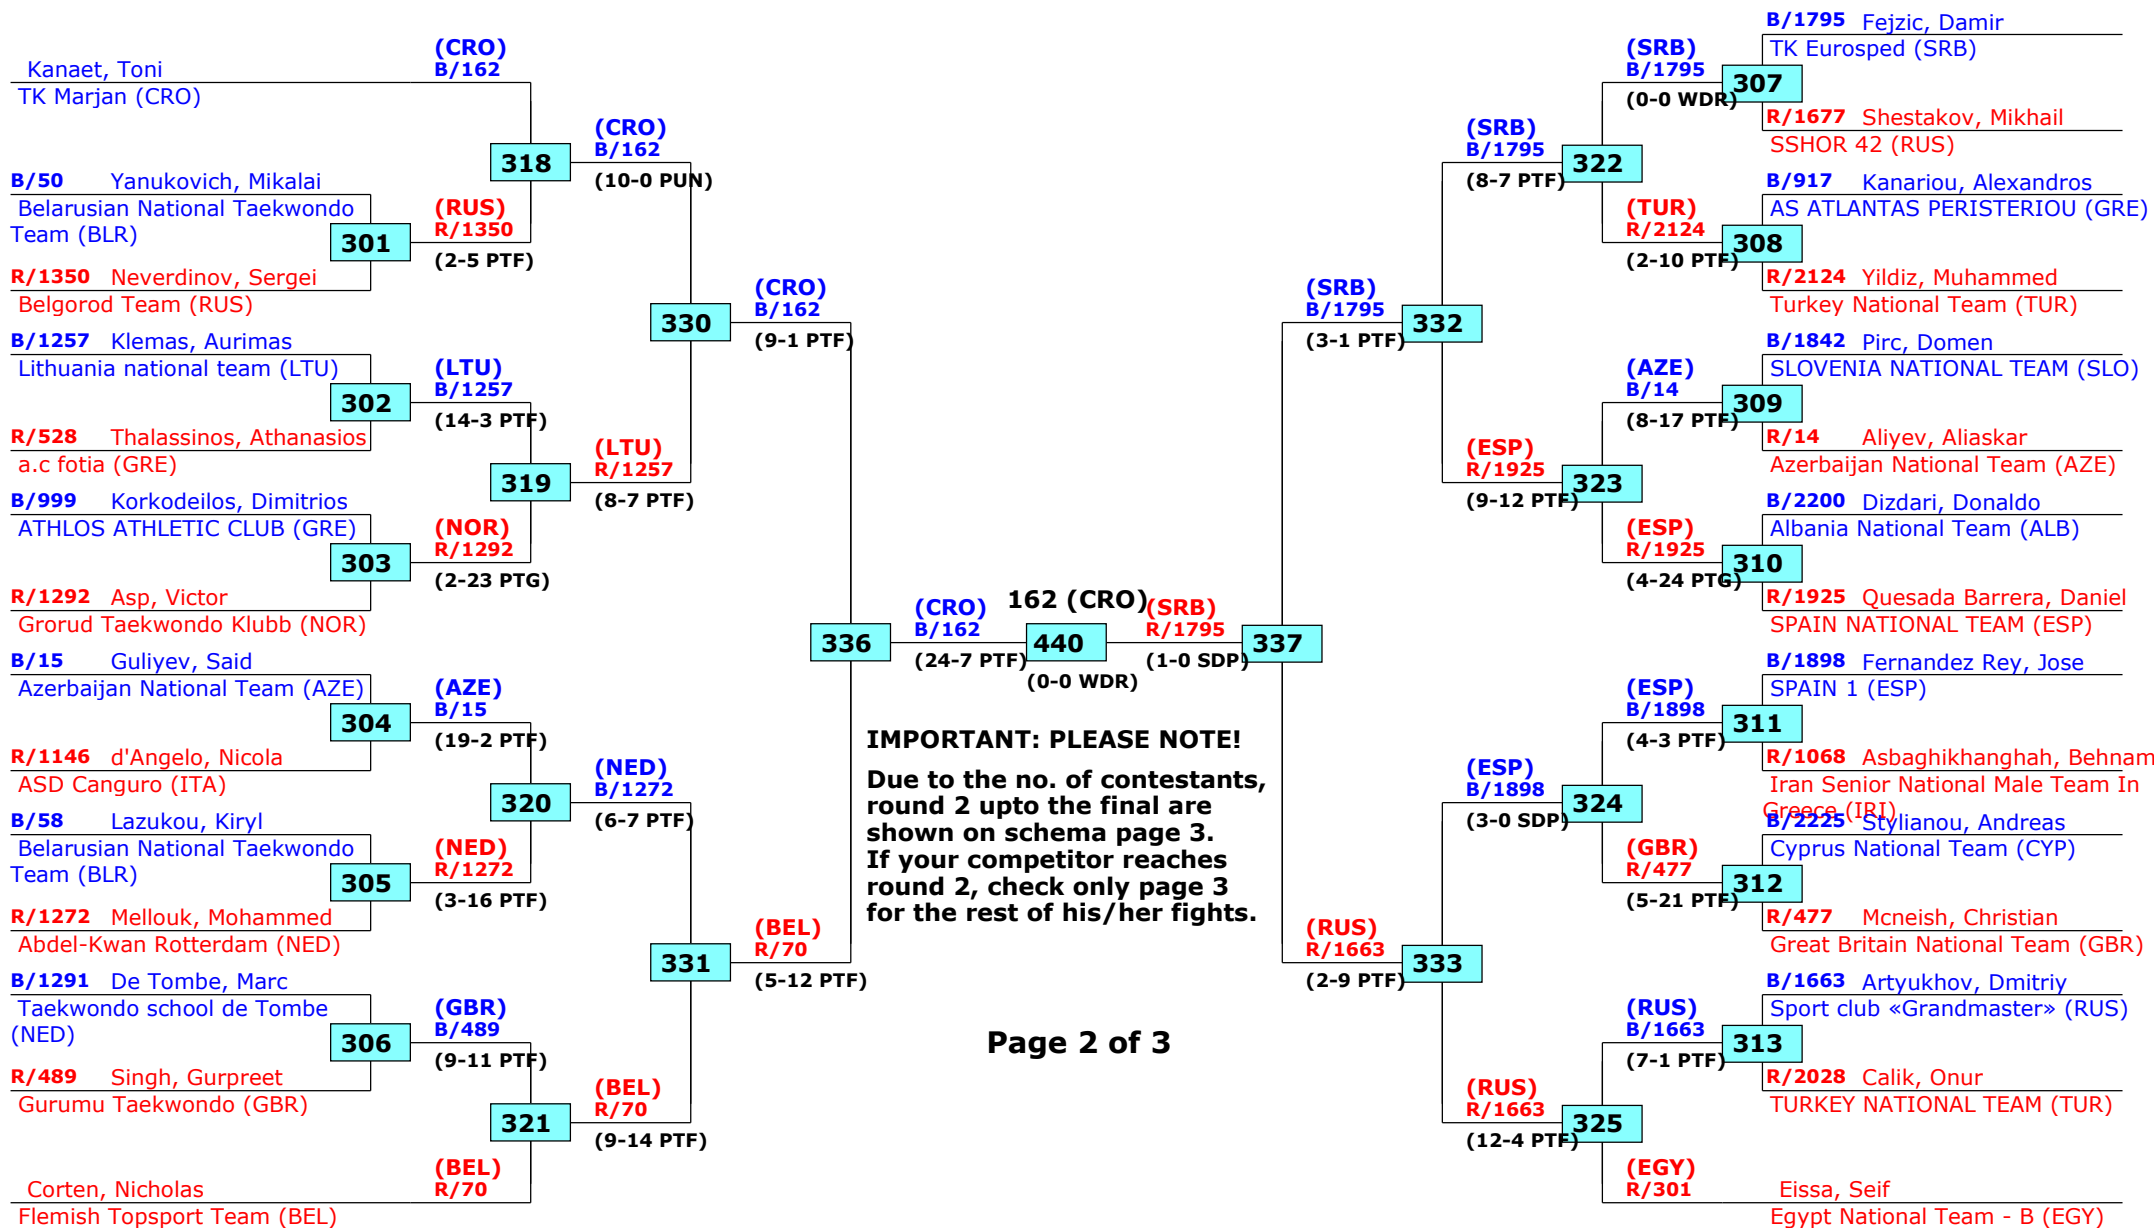 Kanaet, Toni
TK Marjan (CRO)
B/50 Yanukovich, Mikalai
Belarusian National Taekwondo
Team (BLR)
R/1350 Neverdinov, Sergei
Belgorod Team (RUS)
B/1257 Klemas, Aurimas
Lithuania national team (LTU)
R/528 Thalassinos, Athanasios
a.c fotia (GRE)
B/999 Korkodeilos, Dimitrios
ATHLOS ATHLETIC CLUB (GRE)
R/1292 Asp, Victor
Grorud Taekwondo Klubb (NOR)
B/15 Guliyev, Said
Azerbaijan National Team (AZE)
R/1146 d'Angelo, Nicola
ASD Canguro (ITA)
B/58 Lazukou, Kiryl
Belarusian National Taekwondo
Team (BLR)
R/1272 Mellouk, Mohammed
Abdel-Kwan Rotterdam (NED)
B/1291 De Tombe, Marc
Taekwondo school de Tombe
(NED)
R/489 Singh, Gurpreet
Gurumu Taekwondo (GBR)
Corten, Nicholas
Flemish Topsport Team (BEL)
301
302
303
304
305
306
(CRO)
B/162
(RUS)
R/1350
(2-5 PTF)
(LTU)
B/1257
(14-3 PTF)
(NOR)
R/1292
(2-23 PTG)
(AZE)
B/15
(19-2 PTF)
(NED)
R/1272
(3-16 PTF)
(GBR)
B/489
(9-11 PTF)
(BEL)
R/70
318
319
320
321
(CRO)
B/162
(10-0 PUN)
(LTU)
R/1257
(8-7 PTF)
(NED)
B/1272
(6-7 PTF)
(BEL)
R/70
(9-14 PTF)
330
331
(CRO)
B/162
(9-1 PTF)
(BEL)
R/70
(5-12 PTF)
336
(CRO)
B/162
(24-7 PTF)
162 (CRO)
440
(0-0 WDR)
(SRB)
R/1795
(1-0 SDP)
337
IMPORTANT: PLEASE NOTE!
Due to the no. of contestants,
round 2 upto the final are
shown on schema page 3.
If your competitor reaches
round 2, check only page 3
for the rest of his/her fights.
Page 2 of 3
(SRB)
B/1795
(3-1 PTF)
(RUS)
R/1663
(2-9 PTF)
332
333
(SRB)
B/1795
(8-7 PTF)
(ESP)
R/1925
(9-12 PTF)
(ESP)
B/1898
(3-0 SDP)
(RUS)
R/1663
(12-4 PTF)
322
323
324
325
(SRB)
B/1795
(0-0 WDR)
(TUR)
R/2124
(2-10 PTF)
(AZE)
B/14
(8-17 PTF)
(ESP)
R/1925
(4-24 PTG)
(ESP)
B/1898
(4-3 PTF)
(GBR)
R/477
(5-21 PTF)
(RUS)
B/1663
(7-1 PTF)
(EGY)
R/301
307
308
309
310
311
312
313
B/1795 Fejzic, Damir
TK Eurosped (SRB)
R/1677 Shestakov, Mikhail
SSHOR 42 (RUS)
B/917 Kanariou, Alexandros
AS ATLANTAS PERISTERIOU (GRE)
R/2124 Yildiz, Muhammed
Turkey National Team (TUR)
B/1842 Pirc, Domen
SLOVENIA NATIONAL TEAM (SLO)
R/14 Aliyev, Aliaskar
Azerbaijan National Team (AZE)
B/2200 Dizdari, Donaldo
Albania National Team (ALB)
R/1925 Quesada Barrera, Daniel
SPAIN NATIONAL TEAM (ESP)
B/1898 Fernandez Rey, Jose
SPAIN 1 (ESP)
R/1068 Asbaghikhanghah, Behnam
Iran Senior National Male Team In
Greece (IRI)
B/2225 Stylianou, Andreas
Cyprus National Team (CYP)
R/477 Mcneish, Christian
Great Britain National Team (GBR)
B/1663 Artyukhov, Dmitriy
Sport club «Grandmaster» (RUS)
R/2028 Calik, Onur
TURKEY NATIONAL TEAM (TUR)
Eissa, Seif
Egypt National Team - B (EGY)